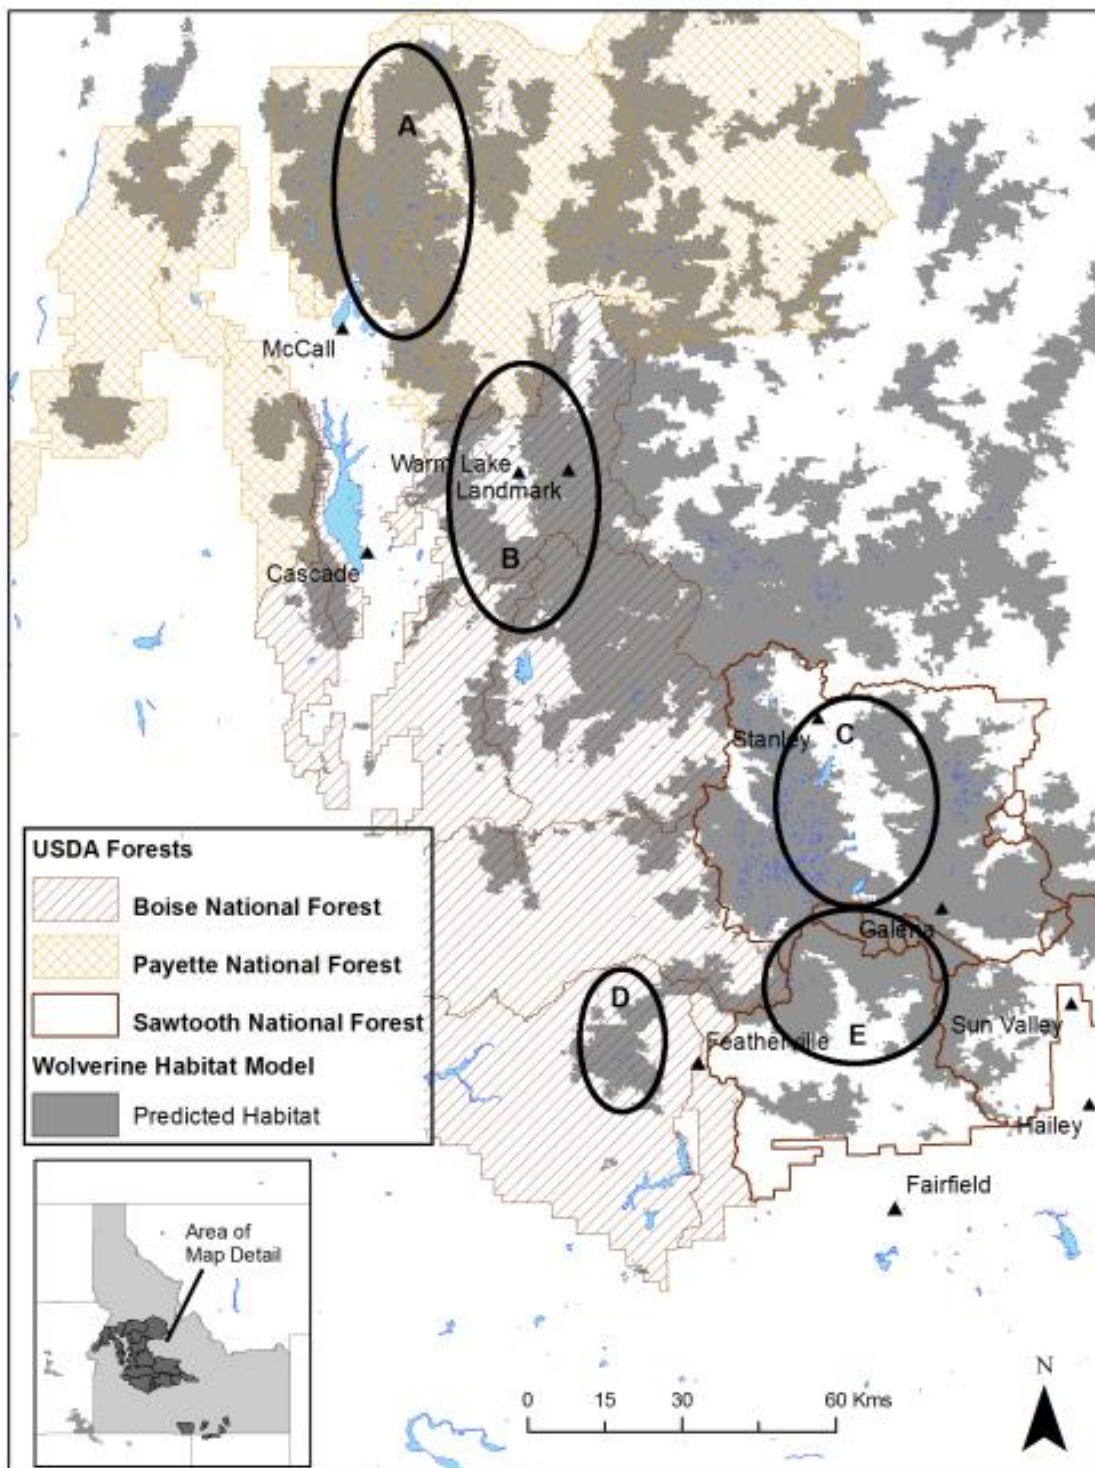 A
McCall
Warm Lake
Landmark
B
Cascade
Stanley
C
USDA Forests
Boise National Forest
Payette National Forest
Sawtooth National Forest
Wolverine Habitat Model
Predicted Habitat
Galena
D
Featherville
E
Sun Valley
Hailey
Fairfield
Area of
Map Detail
0 15 30 60 Kms
N